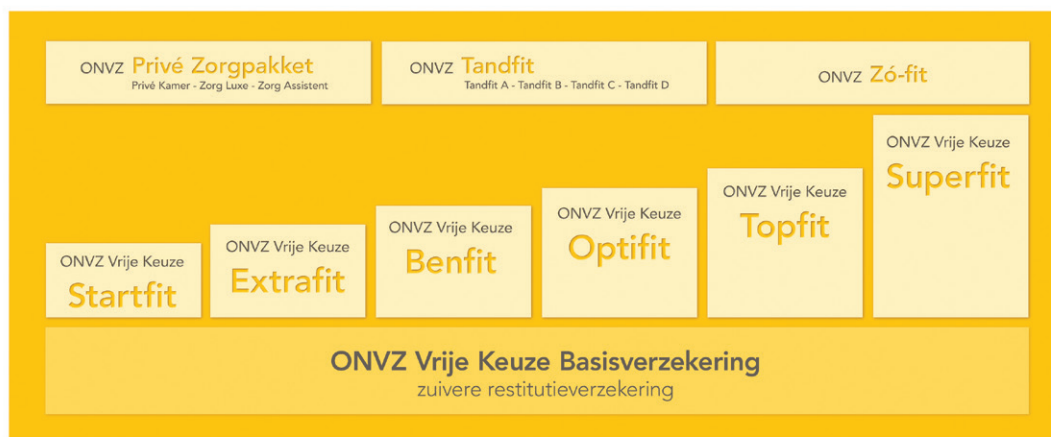 ONVZ Privé Zorgpakket
Privé Kamer - Zorg Luxe - Zorg Assistent
ONVZ Tandfit
Tandfit A - Tandfit B - Tandfit C - Tandfit D
ONVZ Zó-fit
ONVZ Vrije Keuze
Startfit
ONVZ Vrije Keuze
Extrafit
ONVZ Vrije Keuze
Benfit
ONVZ Vrije Keuze
Optifit
ONVZ Vrije Keuze
Topfit
ONVZ Vrije Keuze
Superfit
ONVZ Vrije Keuze Basisverzekering
zuivere restitutieverzekering